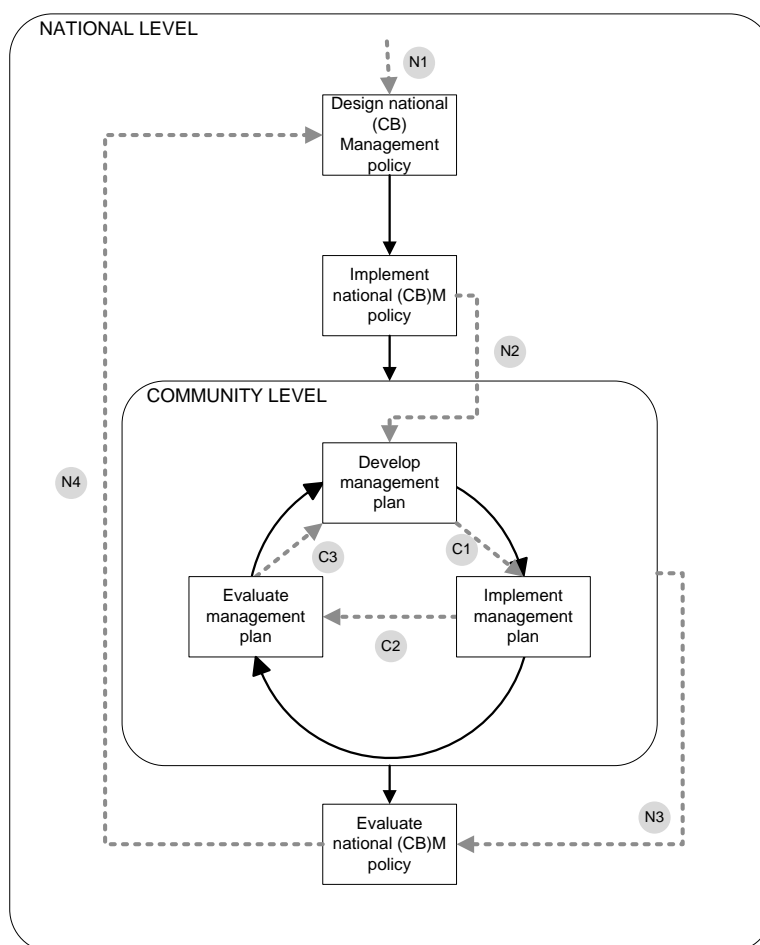 NATIONAL LEVEL
N1
Design national
(CB)
Management
policy
Implement
national (CB)M
policy
N2
COMMUNITY LEVEL
Develop
management
plan
N4
C3
C1
Evaluate
management
plan
Implement
management
plan
C2
N3
Evaluate
national (CB)M
policy